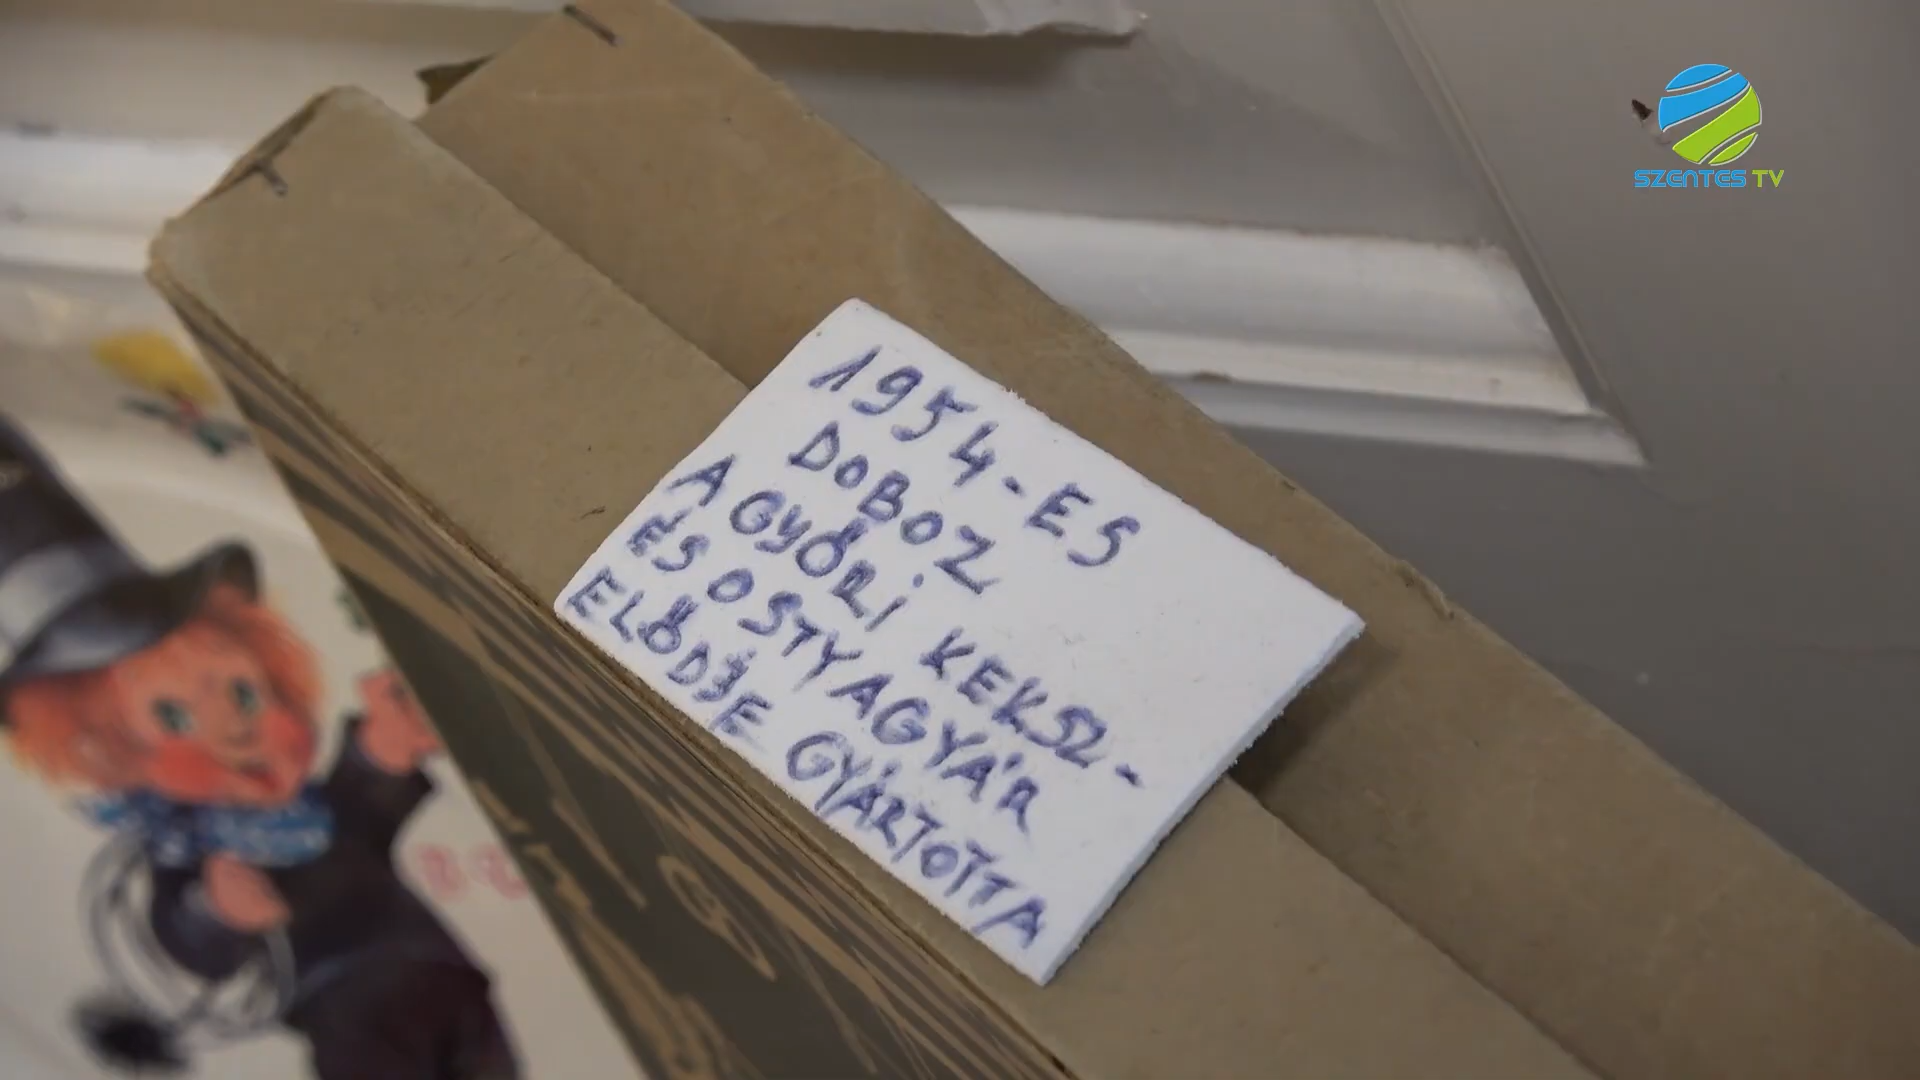 1954-ES
DOBOZ
A GYŐRI KEKSZ-
ÉS OSTYAGYÁR
ELŐDJE GYÁRTOTTA
SZENTES TV